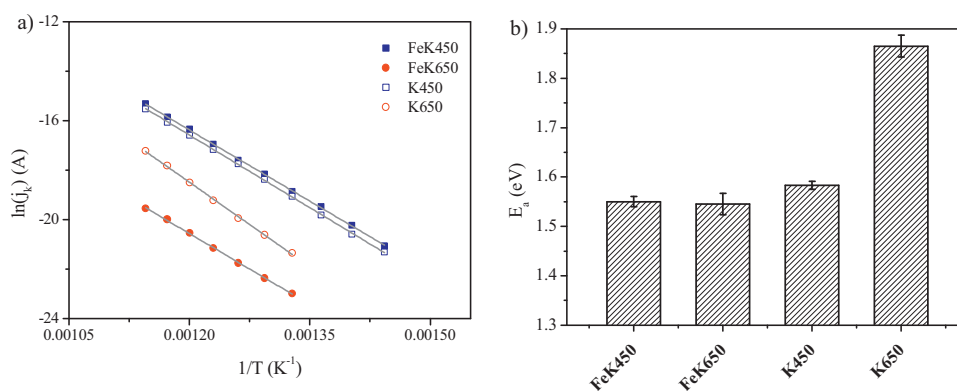 a)
ln(j_k) (A)
-12
-16
-20
-24
0.00105
0.00120
0.00135
0.00150
1/T (K⁻¹)
FeK450
FeK650
K450
K650
b)
E_a (eV)
1.9
1.8
1.7
1.6
1.5
1.4
1.3
FeK450
FeK650
K450
K650